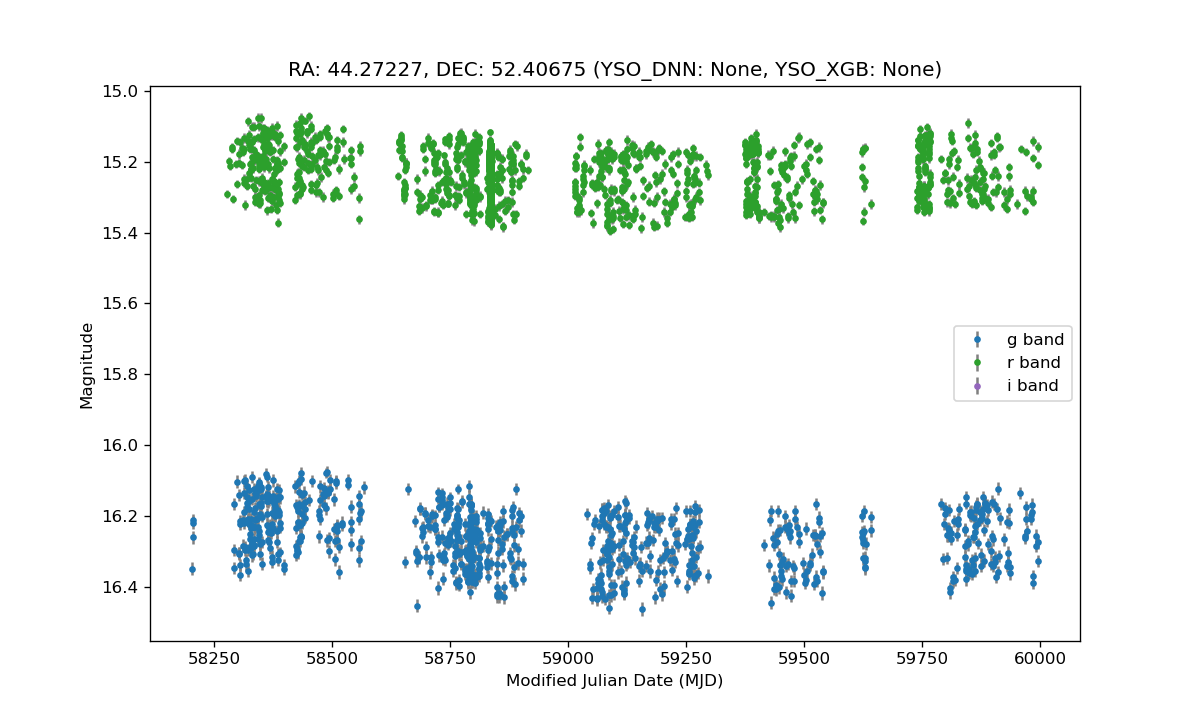 RA: 44.27227, DEC: 52.40675 (YSO_DNN: None, YSO_XGB: None)
15.0
15.2
15.4
15.6
15.8
16.0
16.2
16.4
Magnitude
g band
r band
i band
58250 58500 58750 59000 59250 59500 59750 60000
Modified Julian Date (MJD)